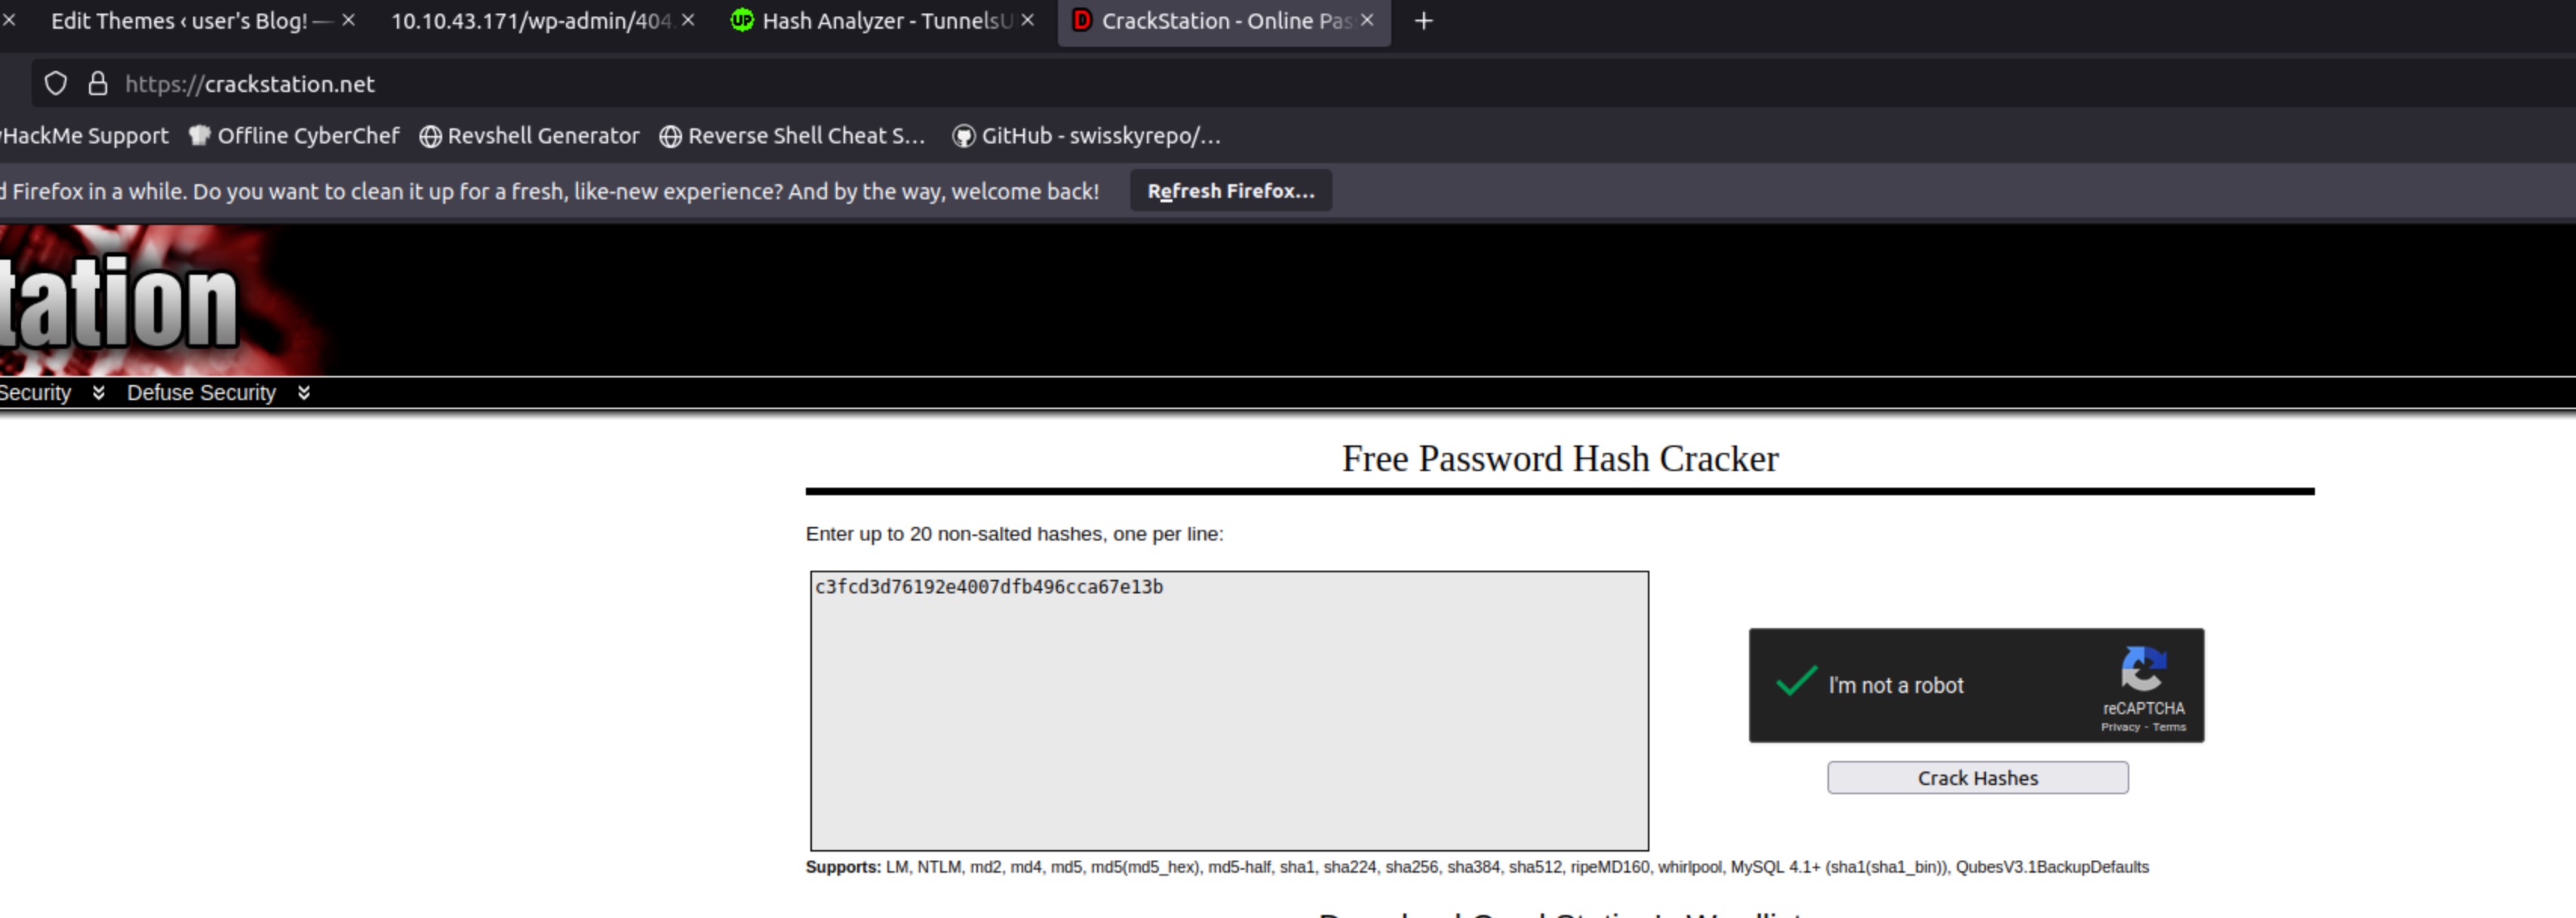 Edit Themes ‹ user's Blog! —
10.10.43.171/wp-admin/404.
Hash Analyzer - TunnelsU
CrackStation - Online Pas
https://crackstation.net
HackMe Support
Offline CyberChef
Revshell Generator
Reverse Shell Cheat S...
GitHub - swisskyrepo/...
d Firefox in a while. Do you want to clean it up for a fresh, like-new experience? And by the way, welcome back!
Refresh Firefox...
tation
Security
Defuse Security
Free Password Hash Cracker
Enter up to 20 non-salted hashes, one per line:
c3fcd3d76192e4007dfb496cca67e13b
I'm not a robot
reCAPTCHA
Privacy - Terms
Crack Hashes
Supports: LM, NTLM, md2, md4, md5, md5(md5_hex), md5-half, sha1, sha224, sha256, sha384, sha512, ripeMD160, whirlpool, MySQL 4.1+ (sha1(sha1_bin)), QubesV3.1BackupDefaults